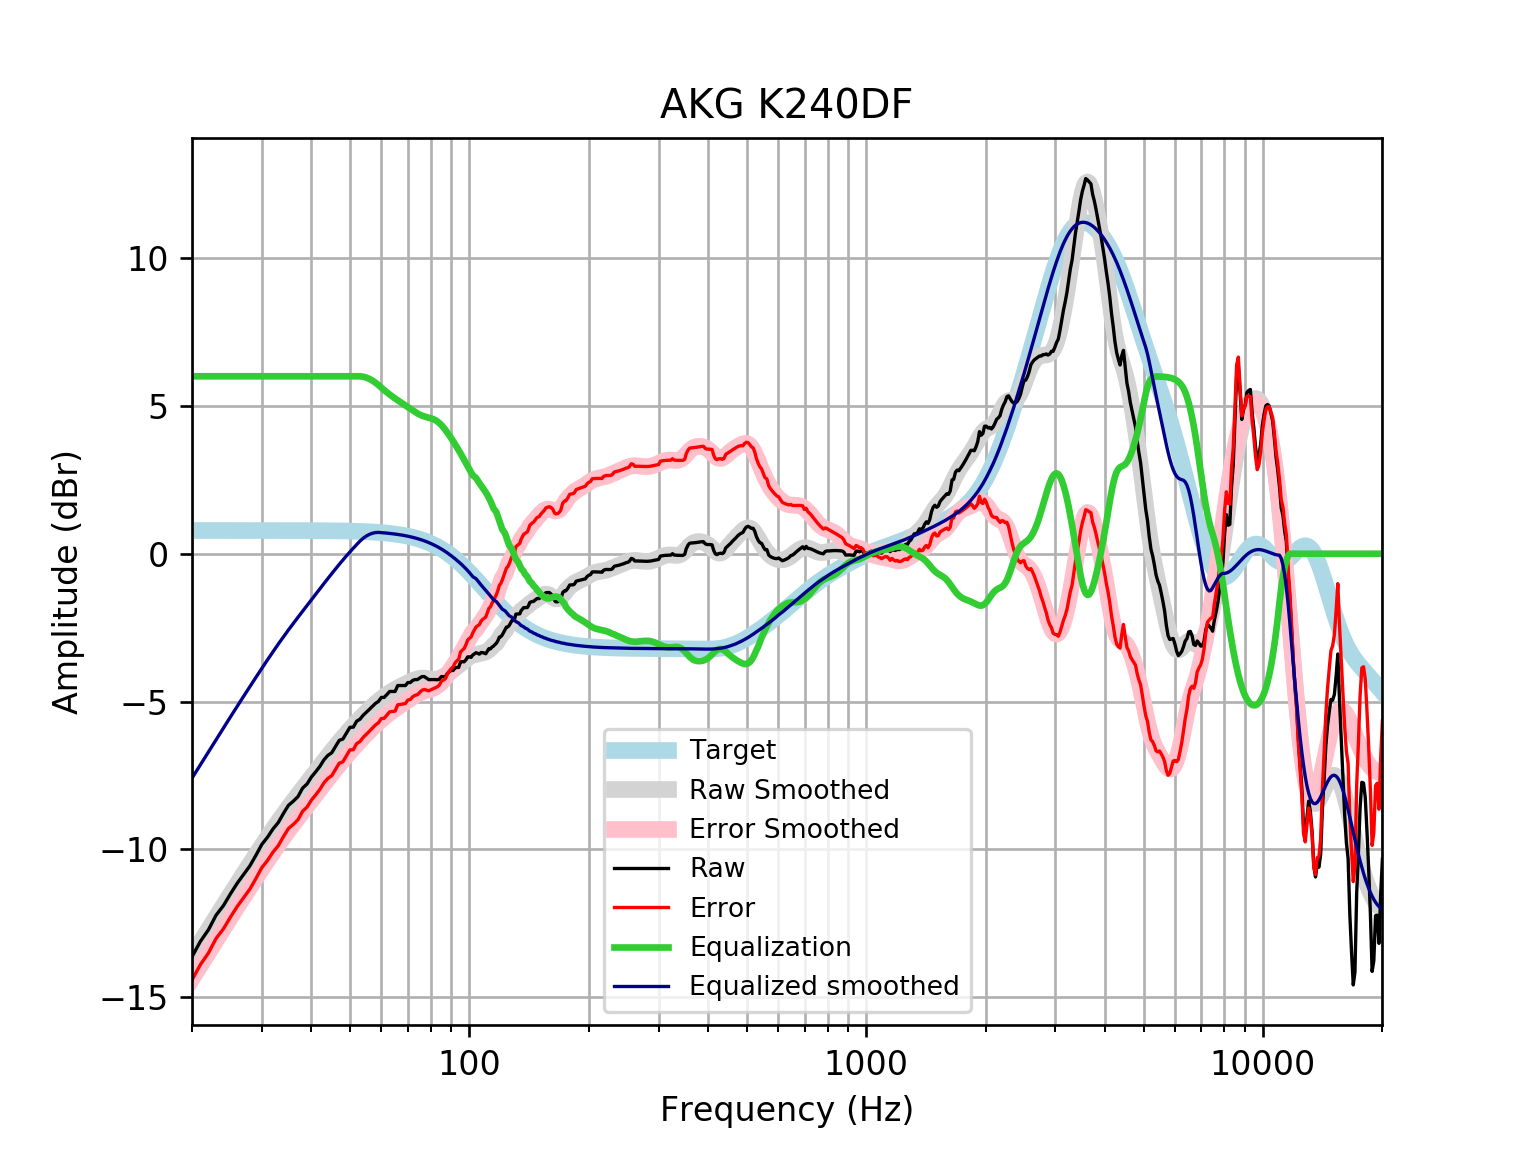 AKG K240DF
10
5
0
−5
−10
−15
Amplitude (dBr)
Target
Raw Smoothed
Error Smoothed
Raw
Error
Equalization
Equalized smoothed
100
1000
10000
Frequency (Hz)